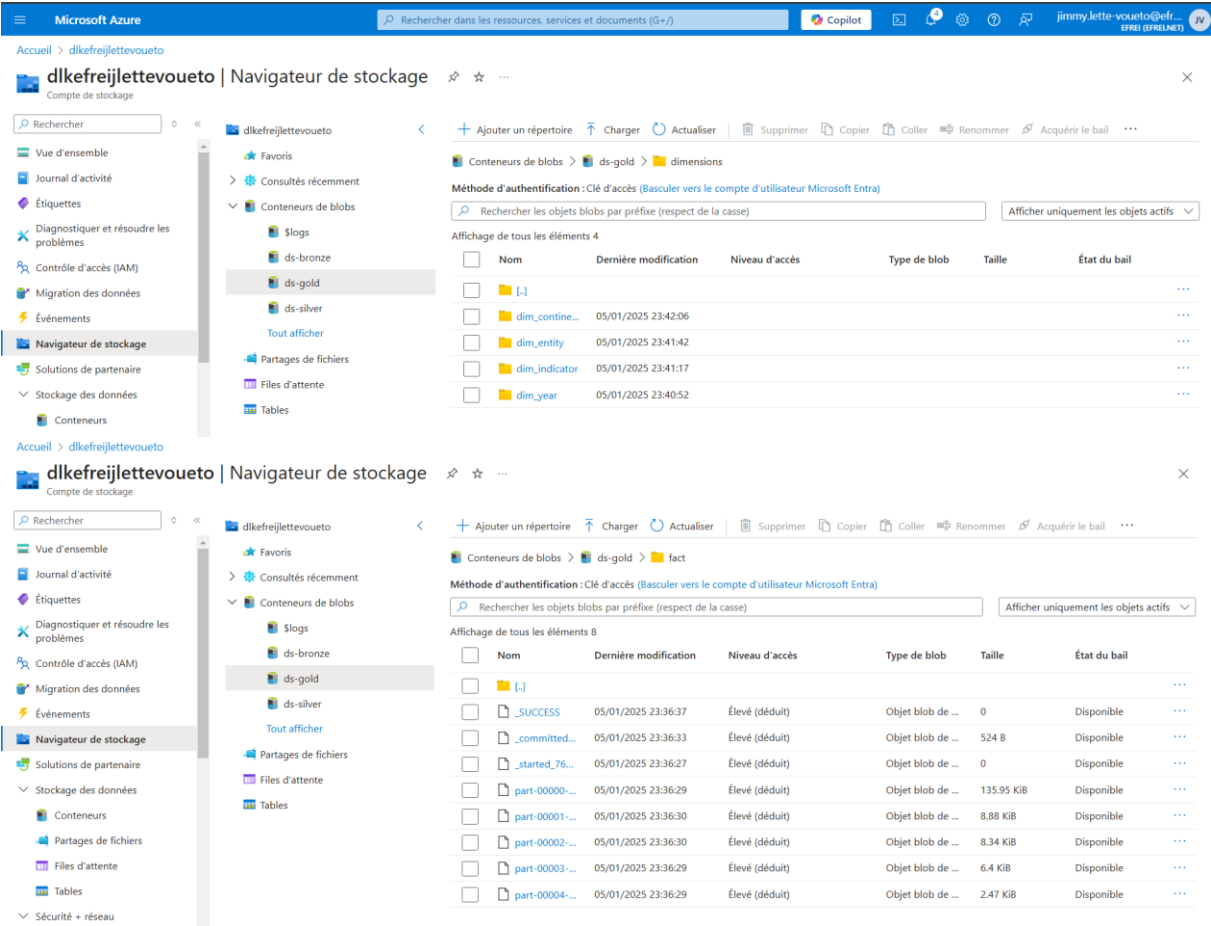 Microsoft Azure
Rechercher dans les ressources, services et documents (G+/)
Copilot
4
jimmy.lette-voueto@efr...
EFREI (EFREI.NET)
JV
Accueil > dlkefreijlettevoueto
dlkefreijlettevoueto | Navigateur de stockage
Compte de stockage
Rechercher
Vue d'ensemble
Journal d'activité
Étiquettes
Diagnostiquer et résoudre les problèmes
Contrôle d'accès (IAM)
Migration des données
Événements
Navigateur de stockage
Solutions de partenaire
Stockage des données
Conteneurs
dlkefreijlettevoueto
Favoris
Consultés récemment
Conteneurs de blobs
$logs
ds-bronze
ds-gold
ds-silver
Tout afficher
Partages de fichiers
Files d'attente
Tables
Ajouter un répertoire Charger Actualiser Supprimer Copier Coller Renommer Acquérir le bail ...
Conteneurs de blobs > ds-gold > dimensions
Méthode d'authentification : Clé d'accès (Basculer vers le compte d'utilisateur Microsoft Entra)
Rechercher les objets blobs par préfixe (respect de la casse)
Afficher uniquement les objets actifs
Affichage de tous les éléments 4
Nom Dernière modification Niveau d'accès Type de blob Taille État du bail
[..]
dim_contine... 05/01/2025 23:42:06
dim_entity 05/01/2025 23:41:42
dim_indicator 05/01/2025 23:41:17
dim_year 05/01/2025 23:40:52
Accueil > dlkefreijlettevoueto
dlkefreijlettevoueto | Navigateur de stockage
Compte de stockage
Rechercher
Vue d'ensemble
Journal d'activité
Étiquettes
Diagnostiquer et résoudre les problèmes
Contrôle d'accès (IAM)
Migration des données
Événements
Navigateur de stockage
Solutions de partenaire
Stockage des données
Conteneurs
Partages de fichiers
Files d'attente
Tables
Sécurité + réseau
dlkefreijlettevoueto
Favoris
Consultés récemment
Conteneurs de blobs
$logs
ds-bronze
ds-gold
ds-silver
Tout afficher
Partages de fichiers
Files d'attente
Tables
Ajouter un répertoire Charger Actualiser Supprimer Copier Coller Renommer Acquérir le bail ...
Conteneurs de blobs > ds-gold > fact
Méthode d'authentification : Clé d'accès (Basculer vers le compte d'utilisateur Microsoft Entra)
Rechercher les objets blobs par préfixe (respect de la casse)
Afficher uniquement les objets actifs
Affichage de tous les éléments 8
Nom Dernière modification Niveau d'accès Type de blob Taille État du bail
[..]
_SUCCESS 05/01/2025 23:36:37 Élevé (déduit) Objet blob de ... 0 Disponible
_committed... 05/01/2025 23:36:33 Élevé (déduit) Objet blob de ... 524 B Disponible
_started_76... 05/01/2025 23:36:27 Élevé (déduit) Objet blob de ... 0 Disponible
part-00000-... 05/01/2025 23:36:29 Élevé (déduit) Objet blob de ... 135.95 KiB Disponible
part-00001-... 05/01/2025 23:36:30 Élevé (déduit) Objet blob de ... 8.88 KiB Disponible
part-00002-... 05/01/2025 23:36:30 Élevé (déduit) Objet blob de ... 8.34 KiB Disponible
part-00003-... 05/01/2025 23:36:29 Élevé (déduit) Objet blob de ... 6.4 KiB Disponible
part-00004-... 05/01/2025 23:36:29 Élevé (déduit) Objet blob de ... 2.47 KiB Disponible